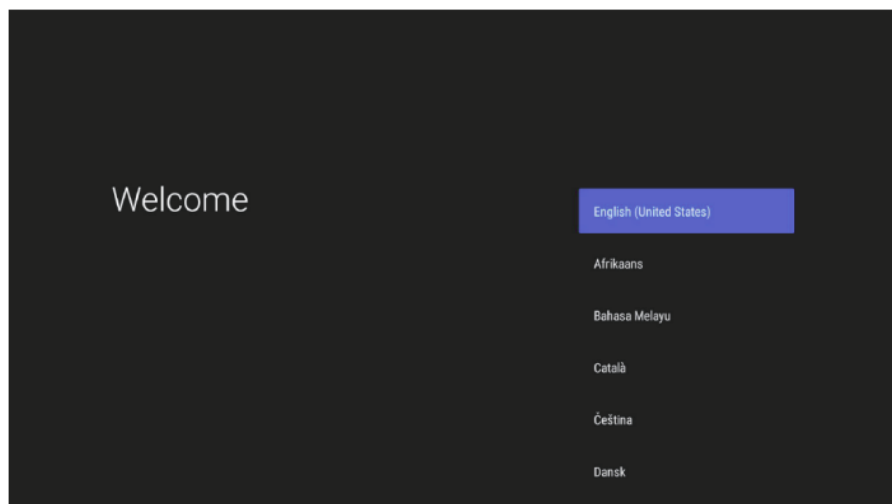 Welcome
English (United States)
Afrikaans
Bahasa Melayu
Català
Čeština
Dansk